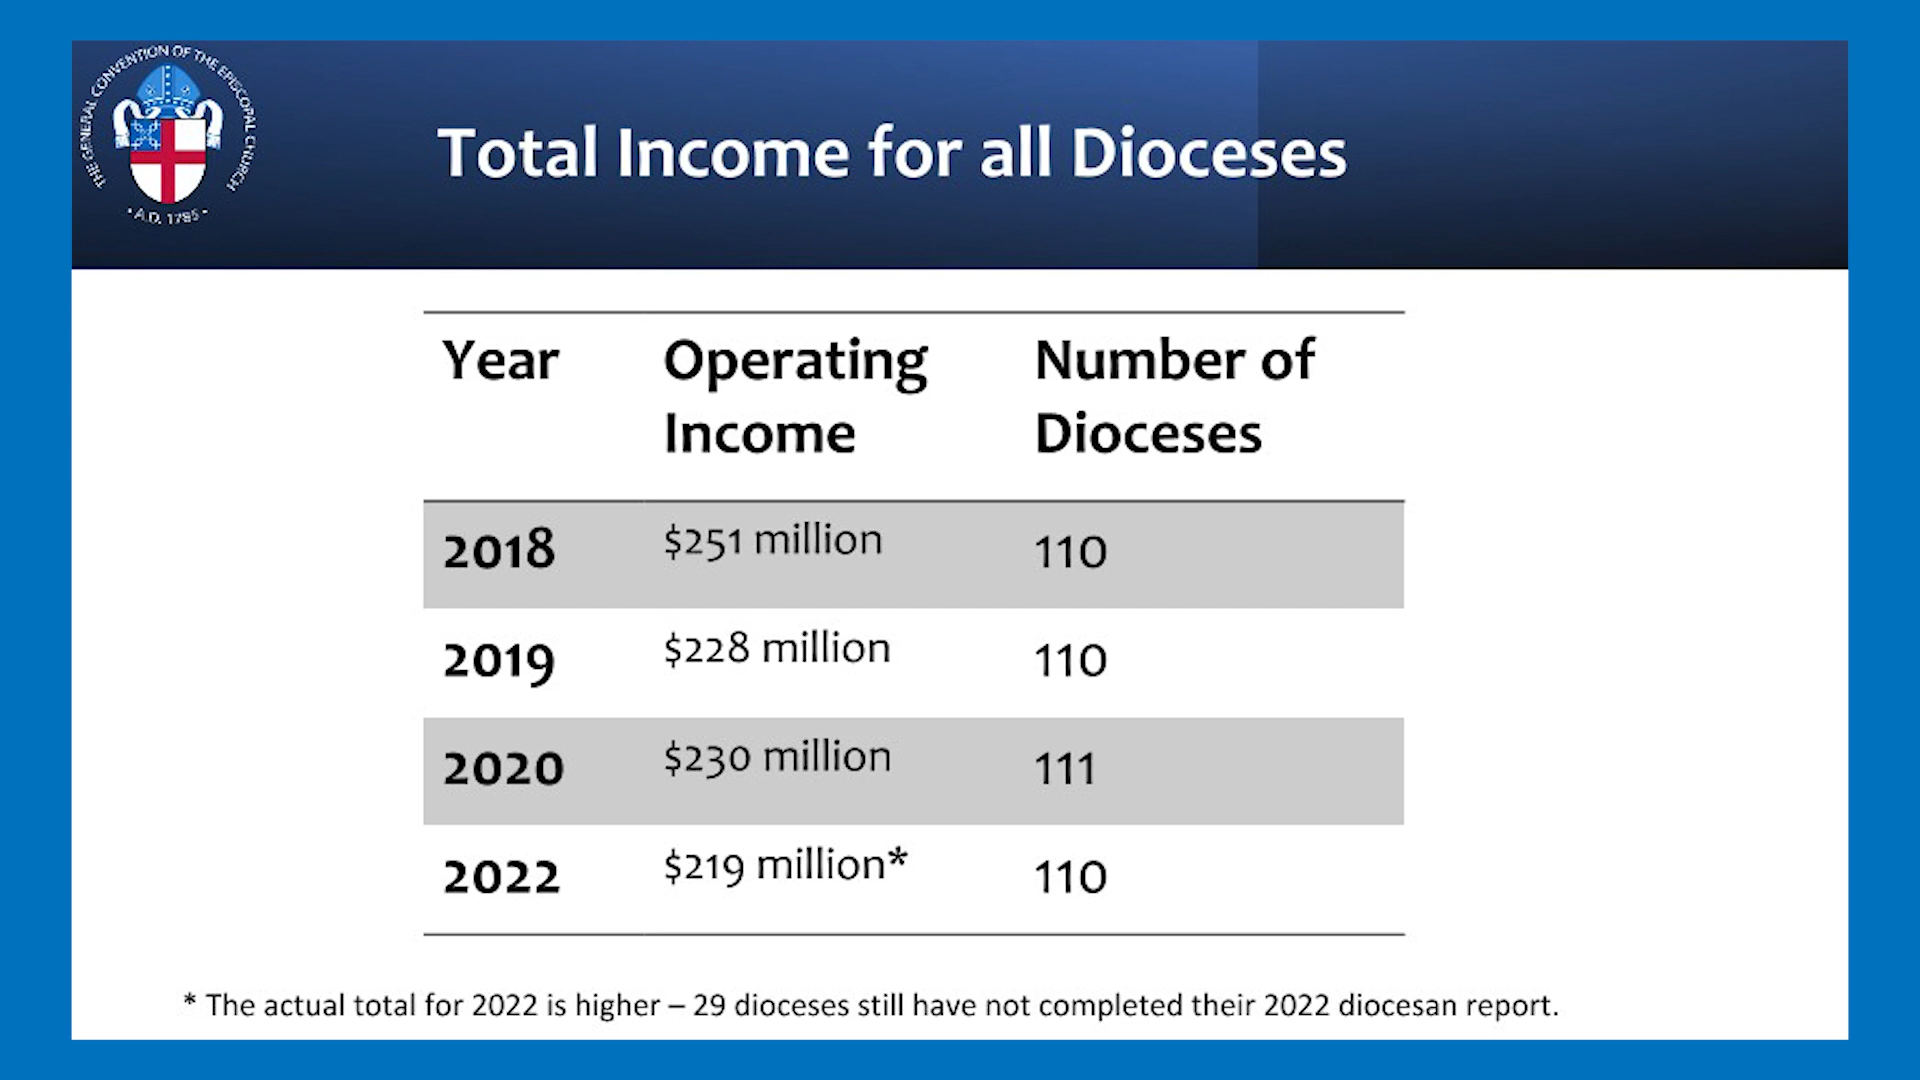 THE GENERAL CONVENTION OF THE EPISCOPAL CHURCH
• A.D. 1785 •
Total Income for all Dioceses
Year Operating Income Number of Dioceses
2018 $251 million 110
2019 $228 million 110
2020 $230 million 111
2022 $219 million* 110
* The actual total for 2022 is higher – 29 dioceses still have not completed their 2022 diocesan report.